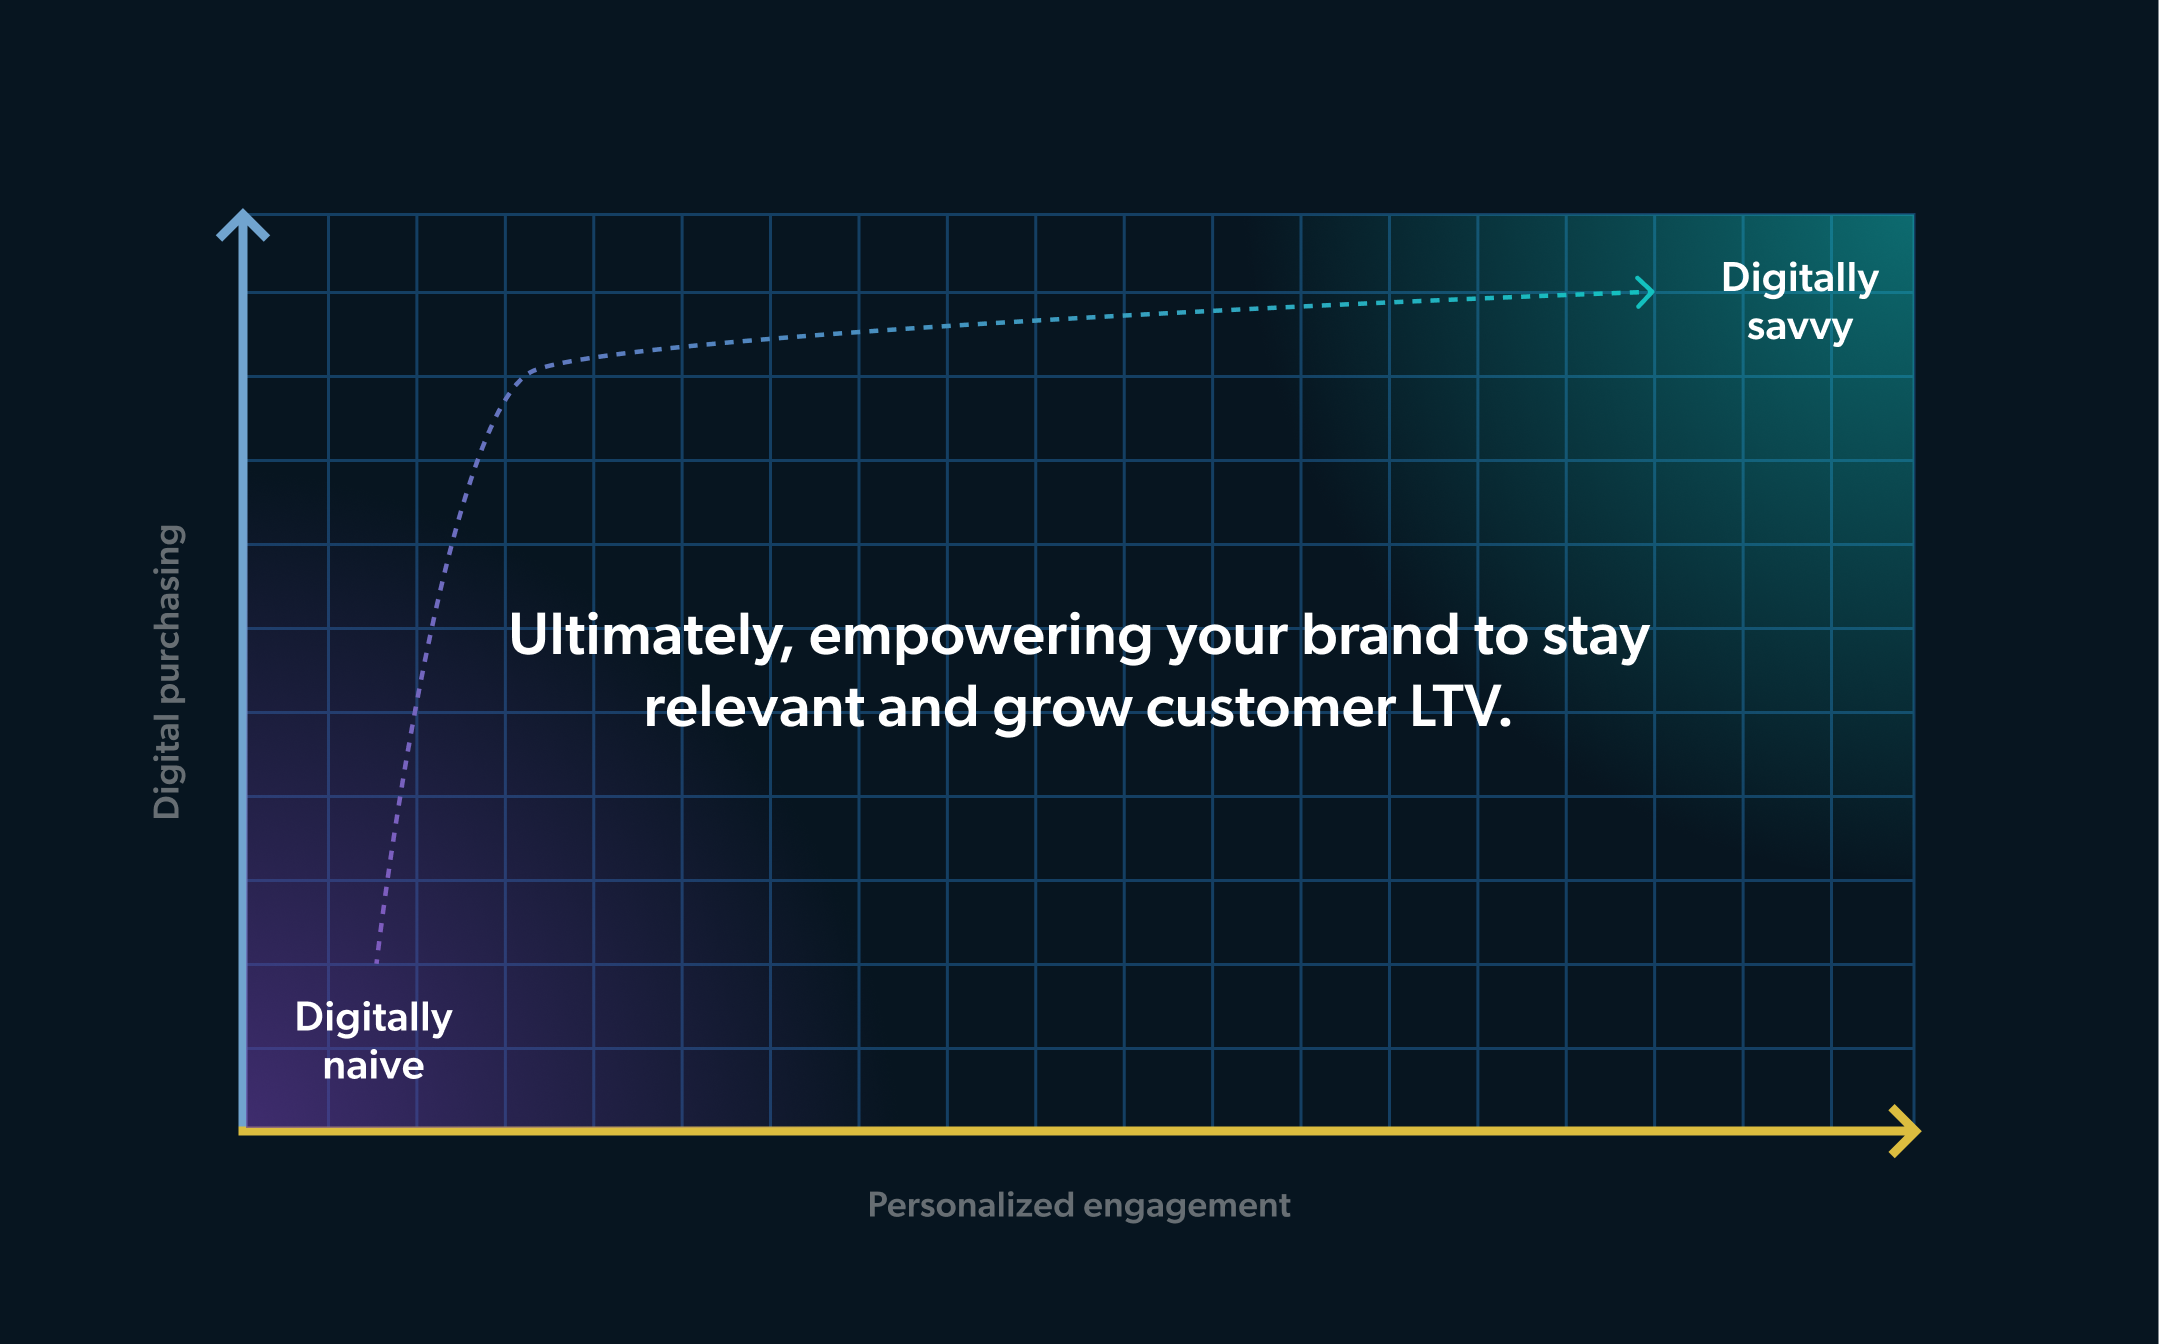 Digitally
savvy
Digital purchasing
Ultimately, empowering your brand to stay
relevant and grow customer LTV.
Digitally
naive
Personalized engagement